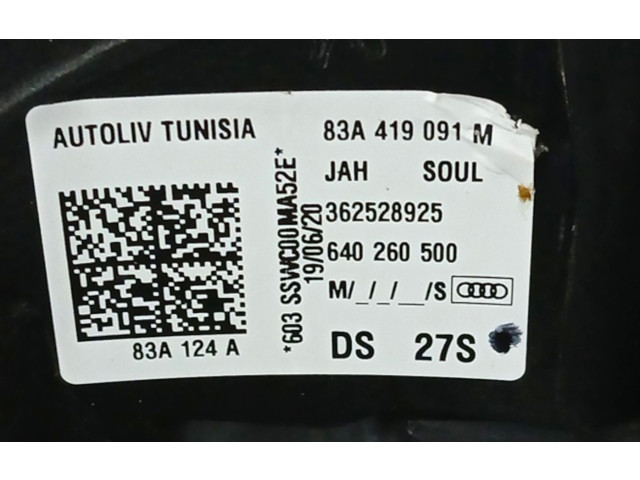 AUTOLIV TUNISIA
83A 124 A
*603 SSWC00MA52E*
19/06/20
83A 419 091 M
JAH SOUL
362528925
640 260 500
M/_/_/__/S
DS 27S